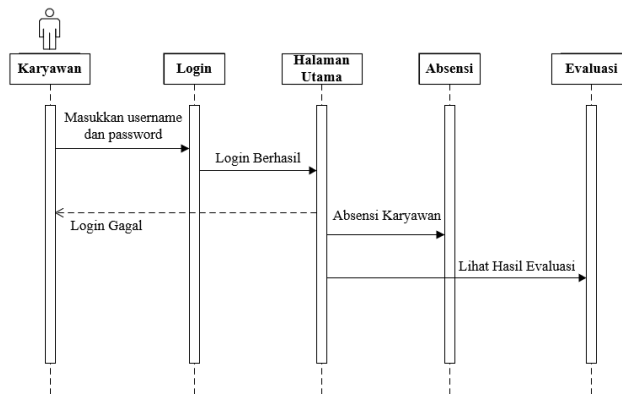 Karyawan
Login
Halaman
Utama
Absensi
Evaluasi
Masukkan username
dan password
Login Berhasil
Login Gagal
Absensi Karyawan
Lihat Hasil Evaluasi